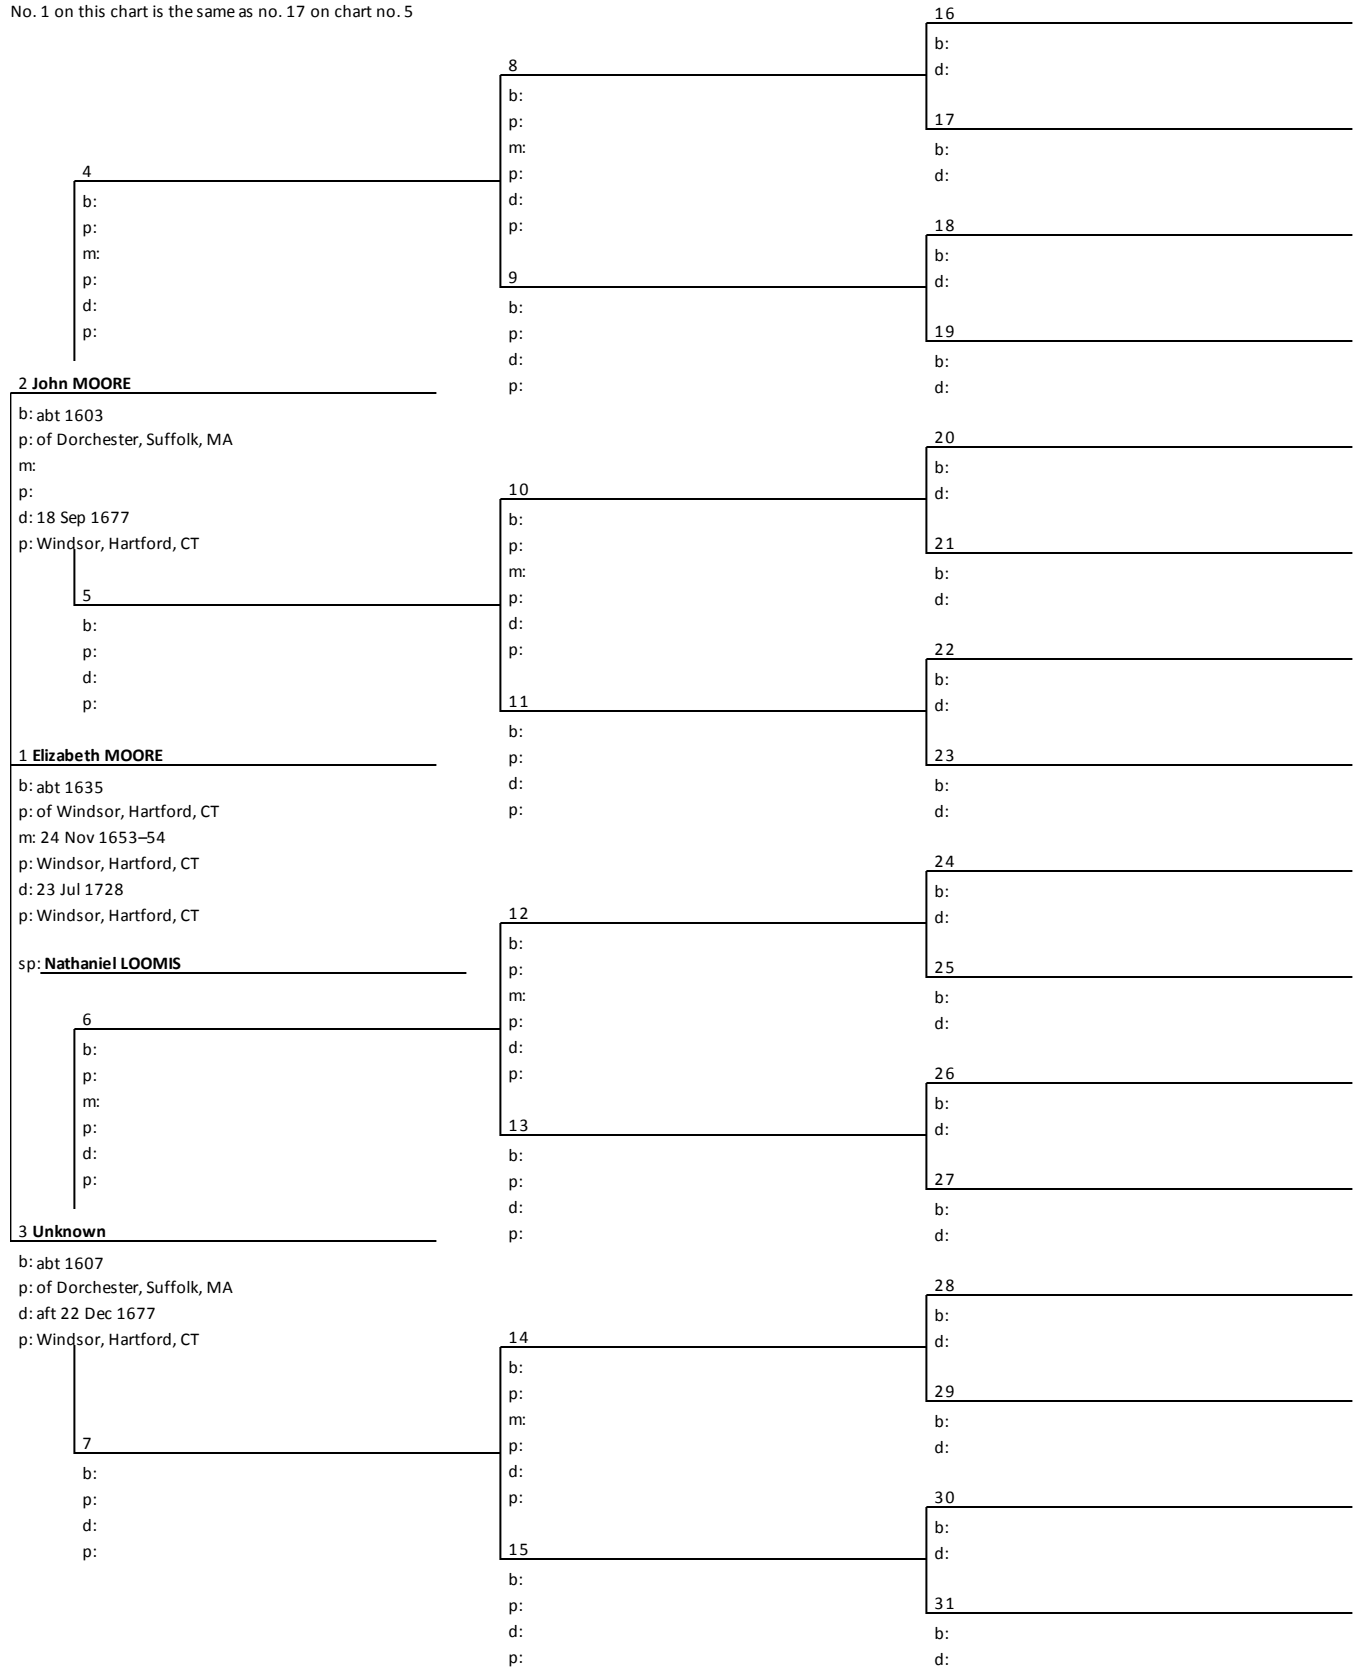 No. 1 on this chart is the same as no. 17 on chart no. 5
2 John MOORE
b: abt 1603
p: of Dorchester, Suffolk, MA
m:
p:
d: 18 Sep 1677
p: Windsor, Hartford, CT
1 Elizabeth MOORE
b: abt 1635
p: of Windsor, Hartford, CT
m: 24 Nov 1653–54
p: Windsor, Hartford, CT
d: 23 Jul 1728
p: Windsor, Hartford, CT
sp: Nathaniel LOOMIS
3 Unknown
b: abt 1607
p: of Dorchester, Suffolk, MA
d: aft 22 Dec 1677
p: Windsor, Hartford, CT
4
b:
p:
m:
p:
d:
p:
5
b:
p:
d:
p:
6
b:
p:
m:
p:
d:
p:
7
b:
p:
d:
p:
8
b:
p:
m:
p:
d:
p:
9
b:
p:
d:
p:
10
b:
p:
m:
p:
d:
p:
11
b:
p:
d:
p:
12
b:
p:
m:
p:
d:
p:
13
b:
p:
d:
p:
14
b:
p:
m:
p:
d:
p:
15
b:
p:
d:
p:
16
b:
d:
17
b:
d:
18
b:
d:
19
b:
d:
20
b:
d:
21
b:
d:
22
b:
d:
23
b:
d:
24
b:
d:
25
b:
d:
26
b:
d:
27
b:
d:
28
b:
d:
29
b:
d:
30
b:
d:
31
b:
d: